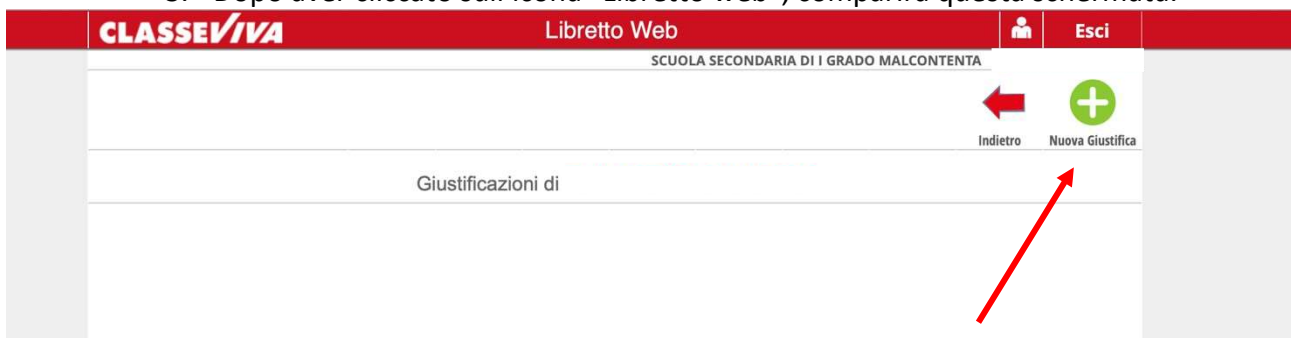 CLASSEVIVA
Libretto Web
Esci
SCUOLA SECONDARIA DI I GRADO MALCONTENTA
Indietro
Nuova Giustifica
Giustificazioni di